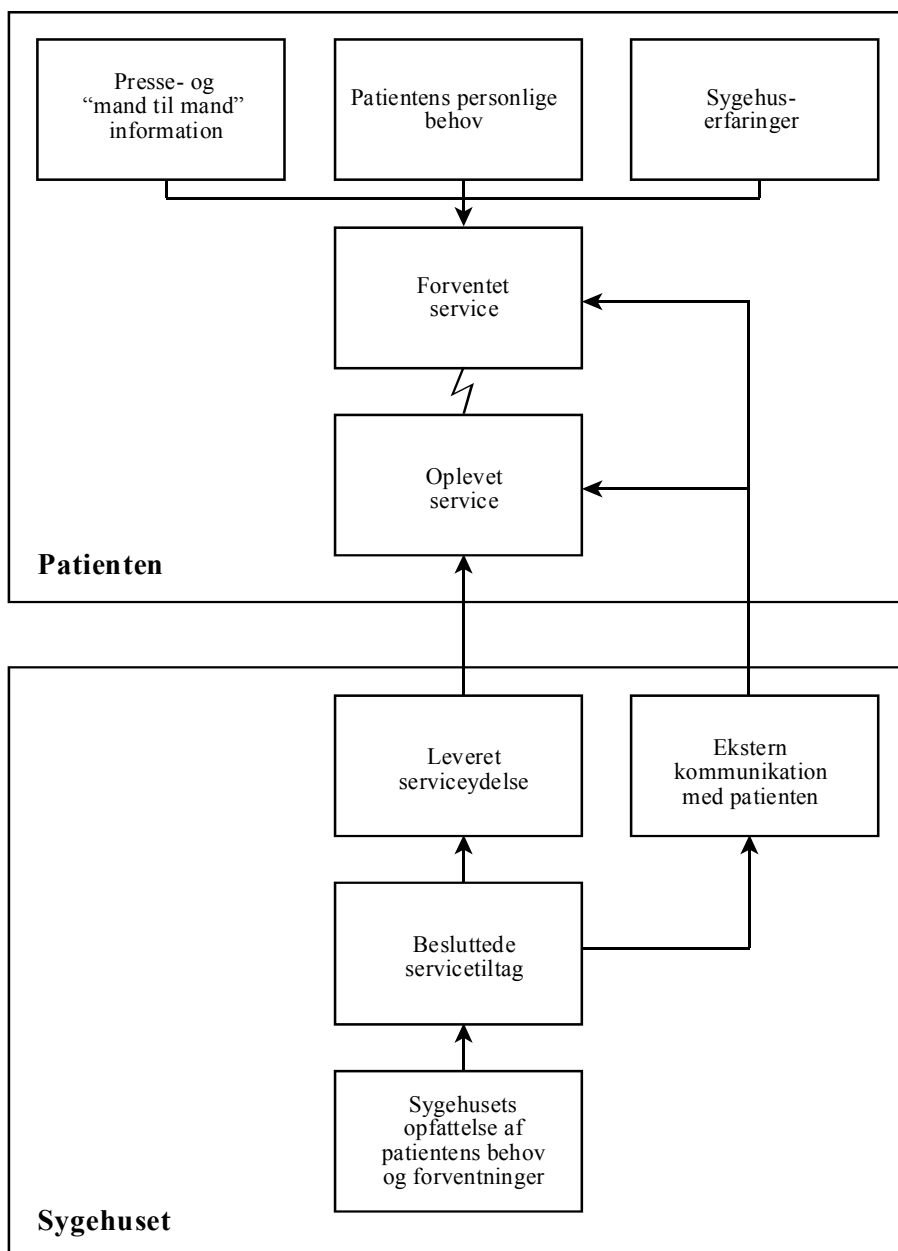 Presse- og
“mand til mand”
information
Patientens personlige
behov
Sygehus-
erfaringer
Forventet
service
Oplevet
service
Patienten
Leveret
serviceydelse
Ekstern
kommunikation
med patienten
Besluttede
servicetiltag
Sygehusets
opfattelse af
patientens behov
og forventninger
Sygehuset